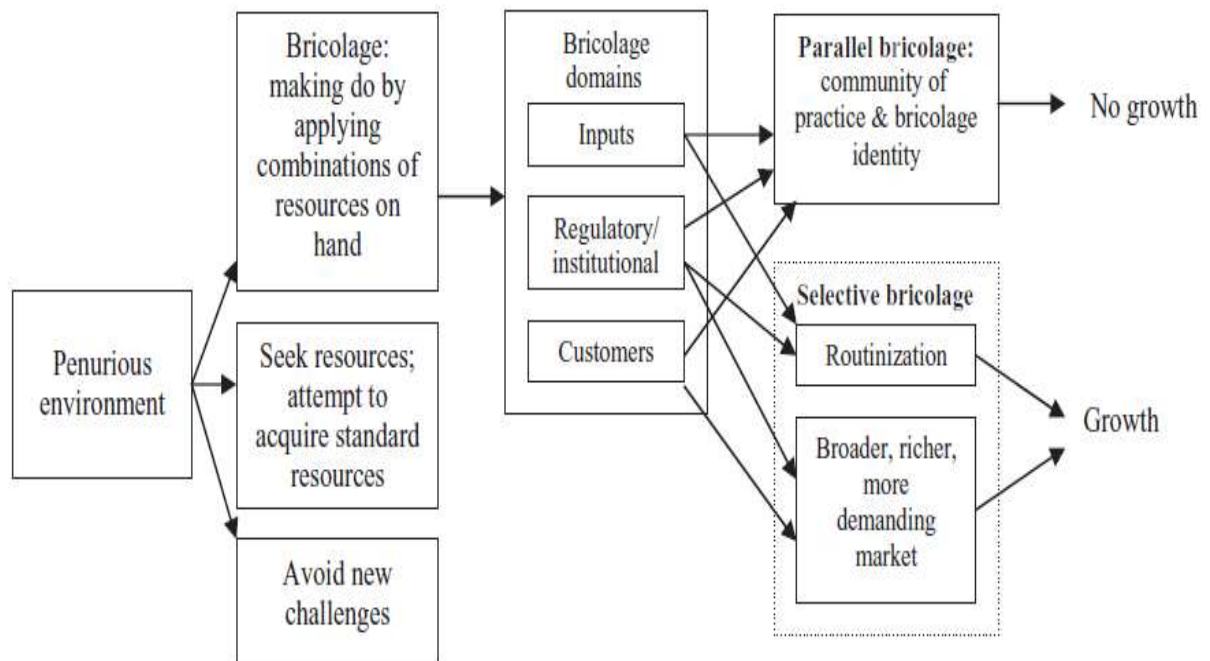 Penurious
environment
Bricolage:
making do by
applying
combinations of
resources on
hand
Seek resources;
attempt to
acquire standard
resources
Avoid new
challenges
Bricolage
domains
Inputs
Regulatory/
institutional
Customers
Parallel bricolage:
community of
practice & bricolage
identity
No growth
Selective bricolage
Routinization
Broader, richer,
more
demanding
market
Growth